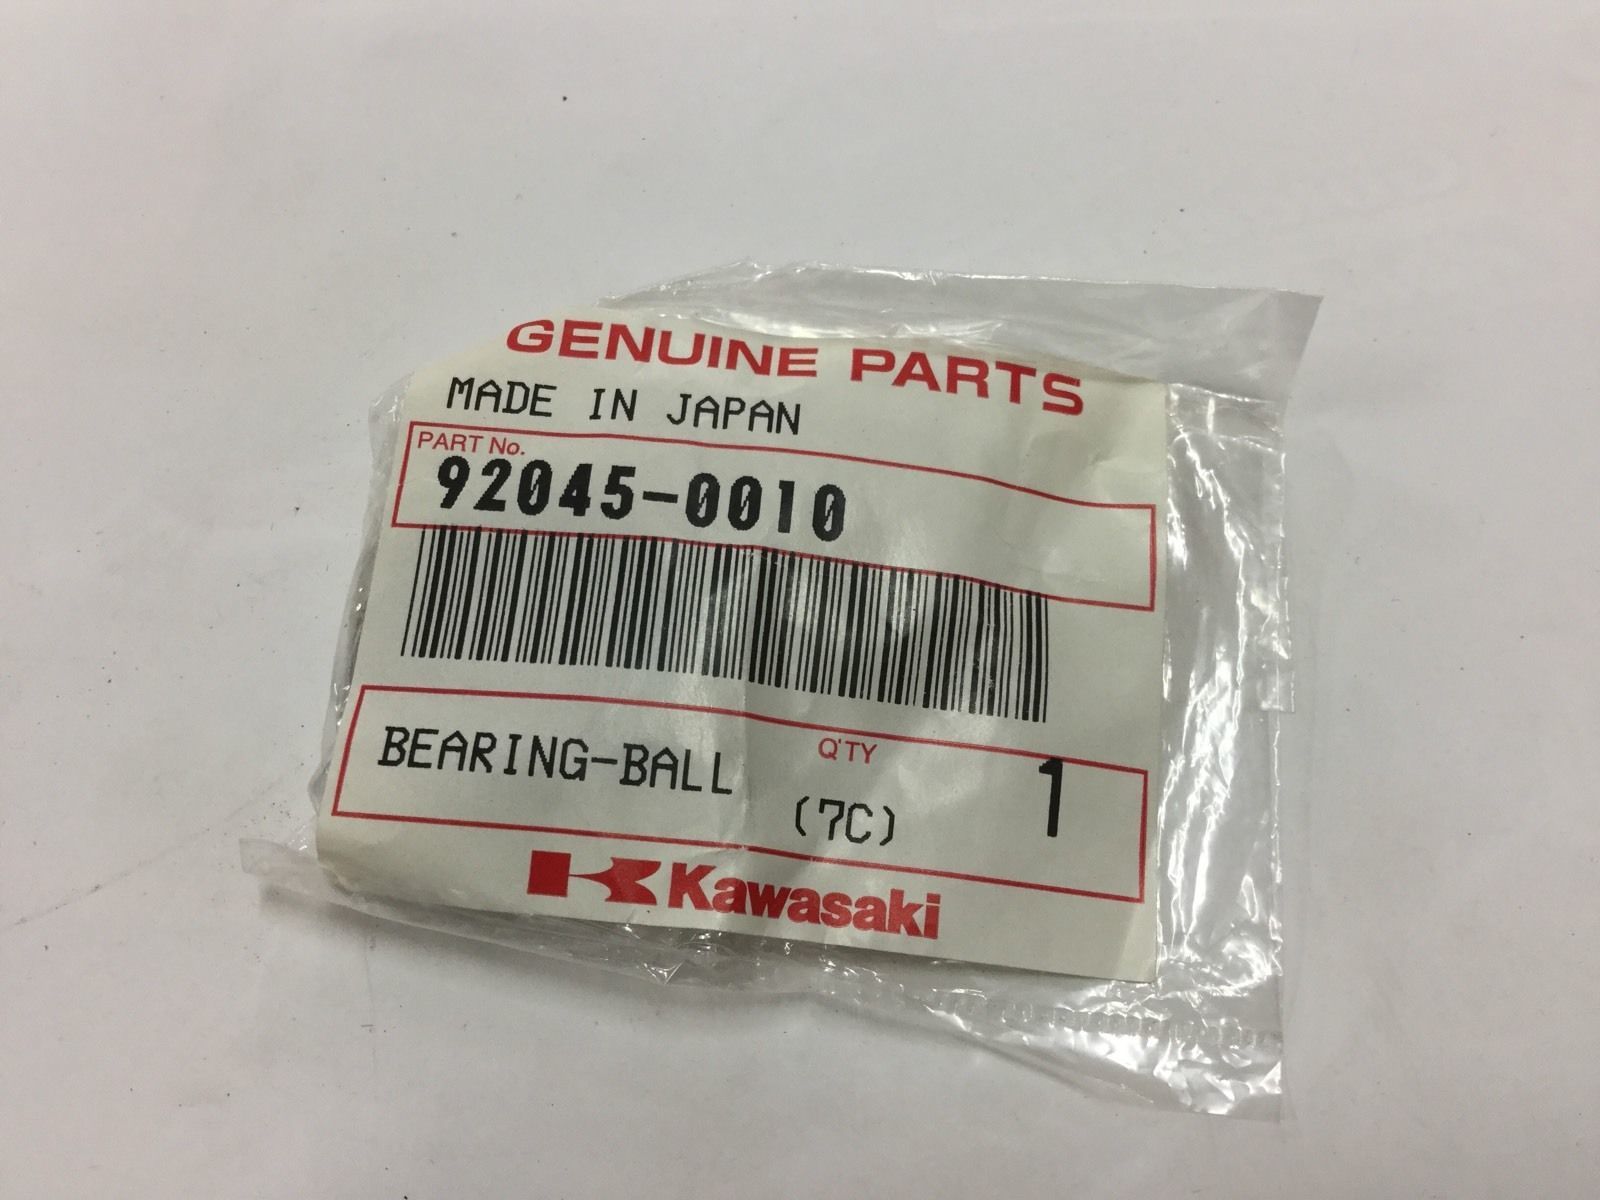 GENUINE PARTS
MADE IN JAPAN
PART No.
92045-0010
BEARING-BALL
Q'TY
(7C)
1
Kawasaki